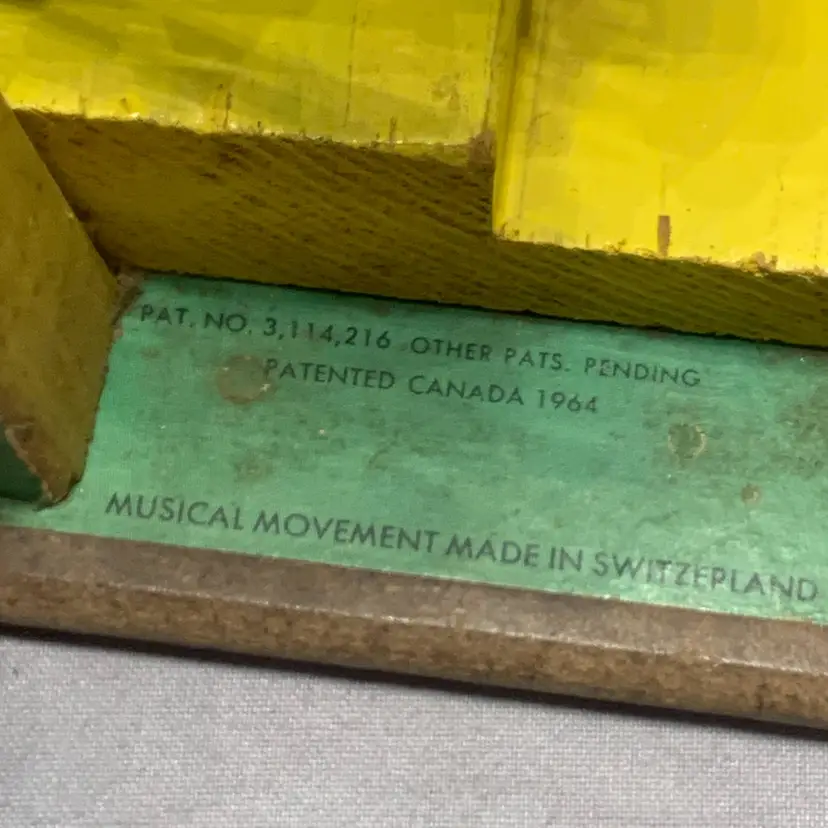 PAT. NO. 3,114,216 OTHER PATS. PENDING
PATENTED CANADA 1964
MUSICAL MOVEMENT MADE IN SWITZERLAND